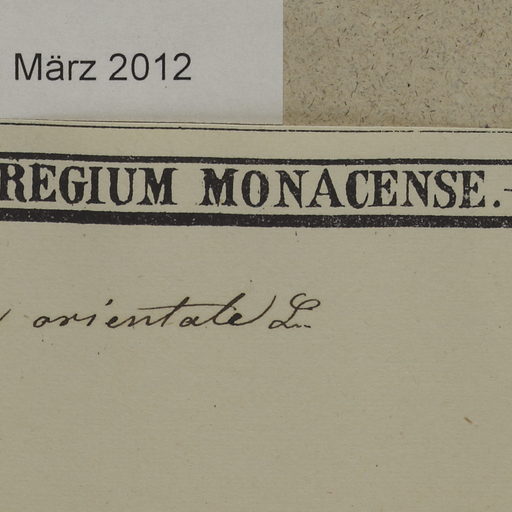 März 2012
REGIUM MONACENSE.
orientale L.